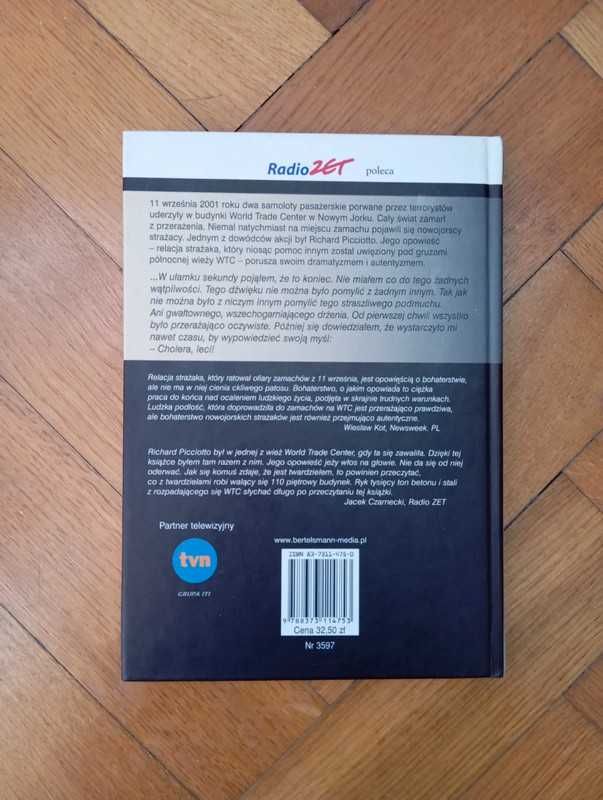 Radio ZET poleca
11 września 2001 roku dwa samoloty pasażerskie porwane przez terrorystów
uderzyły w budynki World Trade Center w Nowym Jorku. Cały świat zamarł
z przerażenia. Niemal natychmiast na miejscu zamachu pojawili się nowojorscy
strażacy. Jednym z dowódców akcji był Richard Picciotto. Jego opowieść
– relacja strażaka, który niosąc pomoc innym został uwięziony pod gruzami
północnej wieży WTC – porusza swoim dramatyzmem i autentyzmem.
...W ułamku sekundy pojąłem, że to koniec. Nie miałem co do tego żadnych
wątpliwości. Tego dźwięku nie można było pomylić z żadnym innym. Tak jak
nie można było z niczym innym pomylić tego straszliwego podmuchu.
Ani gwałtownego, wszechogarniającego drżenia. Od pierwszej chwili wszystko
było przerażająco oczywiste. Później się dowiedziałem, że wystarczyło mi
nawet czasu, by wypowiedzieć swoją myśl:
– Cholera, leci!
Relacja strażaka, który ratował ofiary zamachów z 11 września, jest opowieścią o bohaterstwie,
ale nie ma w niej cienia ckliwego patosu. Bohaterstwo, o jakim opowiada to ciężka
praca do końca nad ocaleniem ludzkiego życia, podjęta w skrajnie trudnych warunkach.
Ludzka podłość, która doprowadziła do zamachów na WTC jest przerażająco prawdziwa,
ale bohaterstwo nowojorskich strażaków jest również przejmująco autentyczne.
Wiesław Kot, Newsweek. PL
Richard Picciotto był w jednej z wież World Trade Center, gdy ta się zawaliła. Dzięki tej
książce byłem tam razem z nim. Jego opowieść jeży włos na głowie. Nie da się od niej
oderwać. Jak się komuś zdaje, że jest twardzielem, to powinien przeczytać,
co z twardzielami robi walący się 110 piętrowy budynek. Ryk tysięcy ton betonu i stali
z rozpadającego się WTC słychać długo po przeczytaniu tej książki.
Jacek Czarnecki, Radio ZET
Partner telewizyjny
tvn
GRUPA ITI
www.bertelsmann-media.pl
ISBN 83-7311-475-0
9 788373 114753
Cena 32,50 zł
Nr 3597